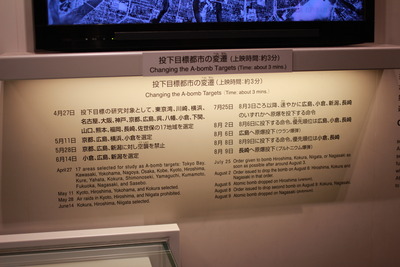 投下目標都市の変遷（上映時間:約3分）
Changing the A-bomb Targets (Time: about 3 mins.)
投下目標都市の変遷（上映時間:約3分）
Changing the A-bomb Targets (Time: about 3 mins.)
4月27日 投下目標の研究対象として、東京湾、川崎、横浜、
名古屋、大阪、神戸、京都、広島、呉、八幡、小倉、下関、
山口、熊本、福岡、長崎、佐世保の17地域を選定
5月11日 京都、広島、横浜、小倉を選定
5月28日 京都、広島、新潟に対し空襲を禁止
6月14日 小倉、広島、新潟を選定
April27 17 areas selected for study as A-bomb targets: Tokyo Bay,
Kawasaki, Yokohama, Nagoya, Osaka, Kobe, Kyoto, Hiroshima,
Kure, Yahata, Kokura, Shimonoseki, Yamaguchi, Kumamoto,
Fukuoka, Nagasaki, and Sasebo.
May 11 Kyoto, Hiroshima, Yokohama, and Kokura selected.
May 28 Air raids in Kyoto, Hiroshima, and Niigata prohibited
June14 Kokura, Hiroshima, Niigata selected.
7月25日 8月3日ごろ以降、速やかに広島、小倉、新潟、長崎
のいずれかへ原爆を投下する命令
8月2日 8月6日に投下する命令。優先順位は広島、小倉、長崎
8月6日 広島へ原爆投下(ウラン爆弾)
8月8日 8月9日に投下する命令。優先順位は小倉、長崎
8月9日 長崎へ原爆投下(プルトニウム爆弾)
July 25 Order given to bomb Hiroshima, Kokura, Niigata, or Nagasaki as
soon as possible after around August 3.
August 2 Order issued to drop the bomb on Hiroshima, Kokura and
Nagasaki in that order.
August 6 Atomic bomb dropped on Hiroshima (uranium).
August 8 Order issued to drop second bomb on August 9: Kokura, Nagasaki
August 9 Atomic bomb dropped on Nagasaki